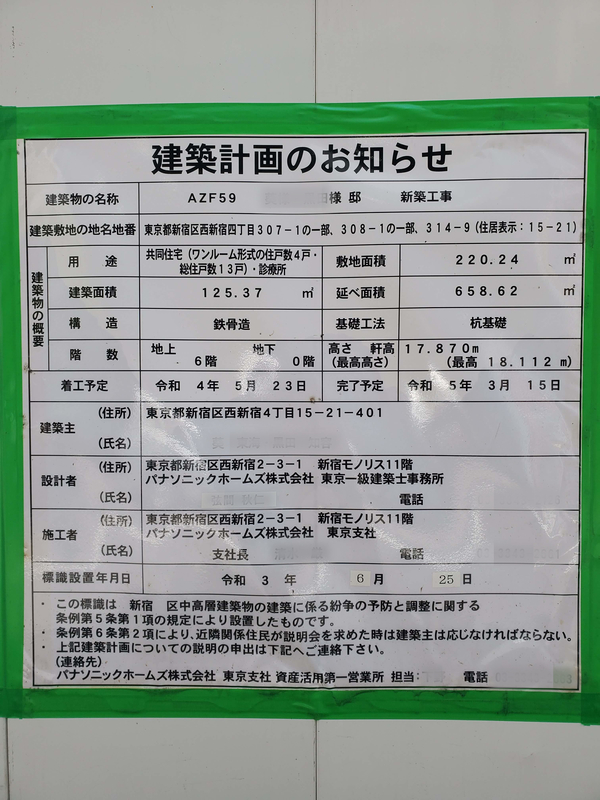 建築計画のお知らせ
建築物の名称 AZF59 様 邸 新築工事
建築敷地の地名地番 東京都新宿区西新宿四丁目307-1の一部、308-1の一部、314-9(住居表示:15-21)
建築物の概要
用途 共同住宅(ワンルーム形式の住戸数4戸・総住戸数13戸)・診療所 敷地面積 220.24 ㎡
建築面積 125.37 ㎡ 延べ面積 658.62 ㎡
構造 鉄骨造 基礎工法 杭基礎
階数 地上 6階 地下 0階 高さ 軒高 17.870m
(最高高さ) (最高 18.112 m)
着工予定 令和 4年 5月 23日 完了予定 令和 5年 3月 15日
建築主 (住所) 東京都新宿区西新宿4丁目15-21-401
(氏名)
設計者 (住所) 東京都新宿区西新宿2-3-1 新宿モノリス11階
パナソニックホームズ株式会社 東京一級建築士事務所
(氏名) 電話
施工者 (住所) 東京都新宿区西新宿2-3-1 新宿モノリス11階
パナソニックホームズ株式会社 東京支社
(氏名) 支社長 電話
標識設置年月日 令和 3 年 6 月 25 日
・ この標識は 新宿 区中高層建築物の建築に係る紛争の予防と調整に関する
条例第5条第1項の規定により設置したものです。
・ 条例第6条第2項により、近隣関係住民が説明会を求めた時は建築主は応じなければならない。
・ 上記建築計画についての説明の申出は下記へご連絡下さい。
(連絡先)
パナソニックホームズ株式会社 東京支社 資産活用第一営業所 担当: 電話